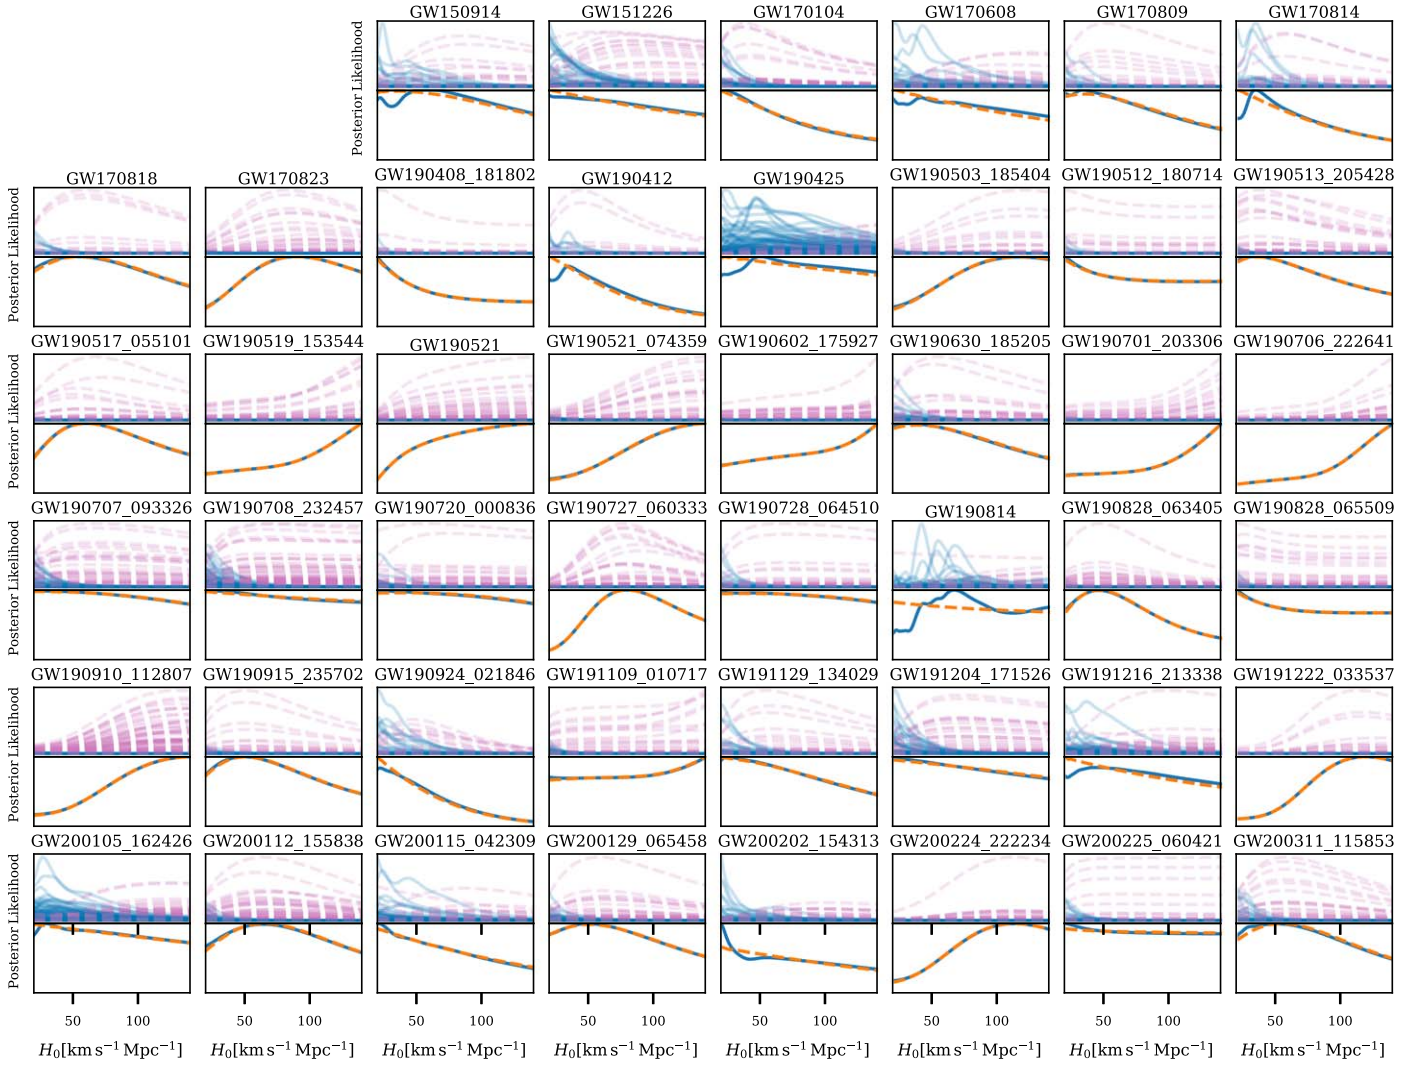 GW150914 GW151226 GW170104 GW170608 GW170809 GW170814
Posterior Likelihood
GW170818 GW170823 GW190408_181802 GW190412 GW190425 GW190503_185404 GW190512_180714 GW190513_205428
Posterior Likelihood
GW190517_055101 GW190519_153544 GW190521 GW190521_074359 GW190602_175927 GW190630_185205 GW190701_203306 GW190706_222641
Posterior Likelihood
GW190707_093326 GW190708_232457 GW190720_000836 GW190727_060333 GW190728_064510 GW190814 GW190828_063405 GW190828_065509
Posterior Likelihood
GW190910_112807 GW190915_235702 GW190924_021846 GW191109_010717 GW191129_134029 GW191204_171526 GW191216_213338 GW191222_033537
Posterior Likelihood
GW200105_162426 GW200112_155838 GW200115_042309 GW200129_065458 GW200202_154313 GW200224_222234 GW200225_060421 GW200311_115853
Posterior Likelihood
50 100 50 100 50 100 50 100 50 100 50 100 50 100 50 100
H₀[km s⁻¹ Mpc⁻¹] H₀[km s⁻¹ Mpc⁻¹] H₀[km s⁻¹ Mpc⁻¹] H₀[km s⁻¹ Mpc⁻¹] H₀[km s⁻¹ Mpc⁻¹] H₀[km s⁻¹ Mpc⁻¹] H₀[km s⁻¹ Mpc⁻¹] H₀[km s⁻¹ Mpc⁻¹]